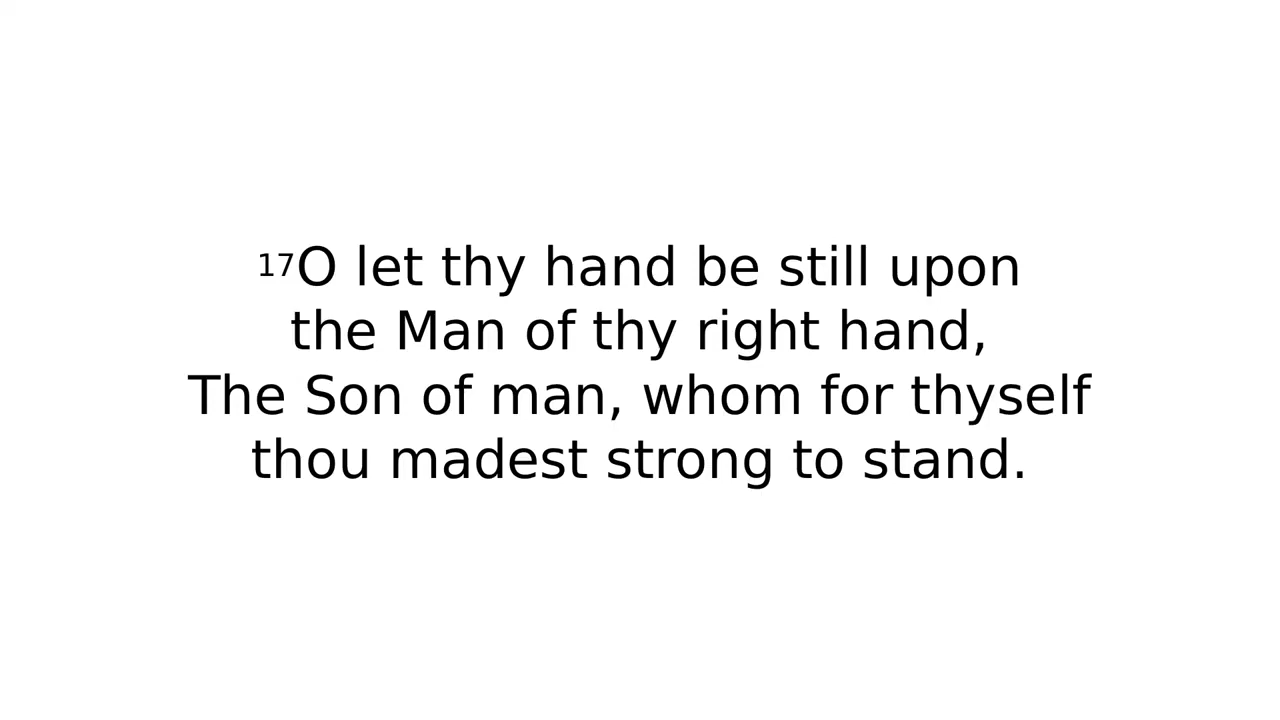 17O let thy hand be still upon
the Man of thy right hand,
The Son of man, whom for thyself
thou madest strong to stand.